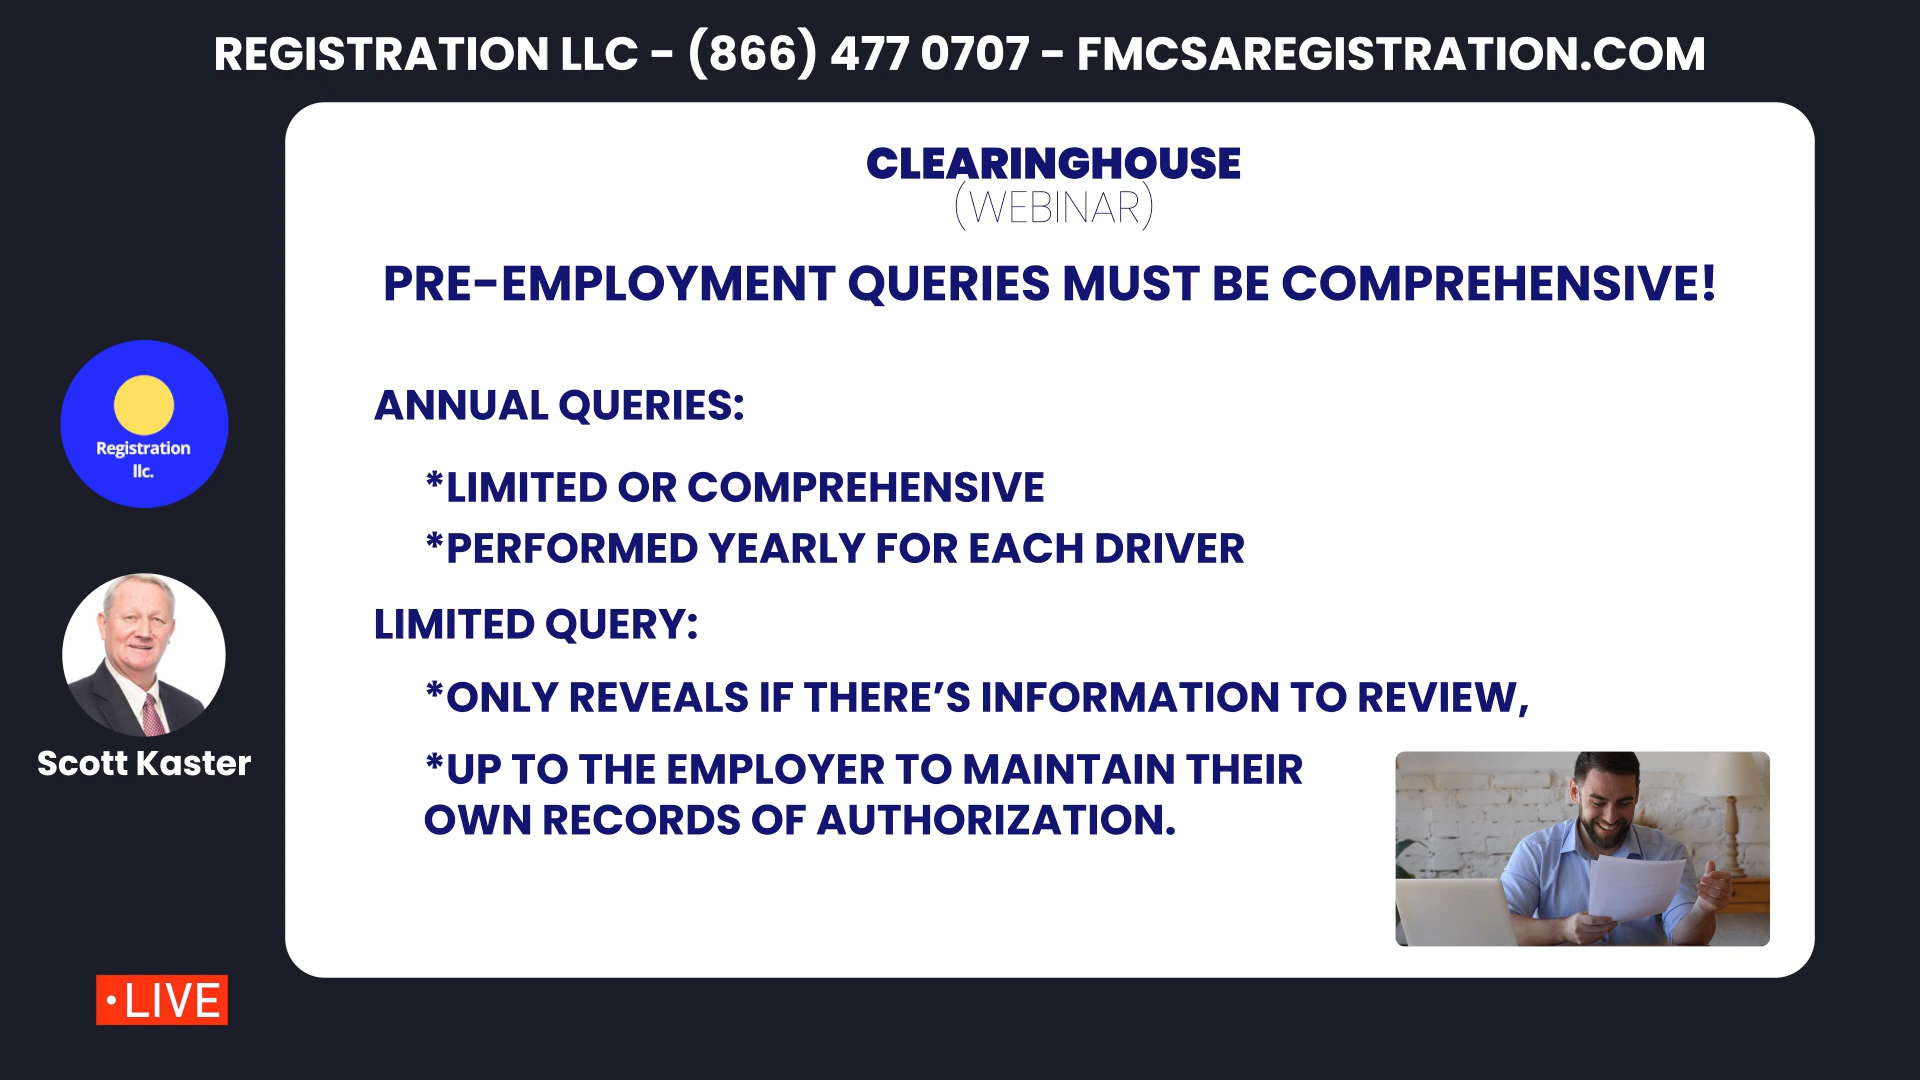 REGISTRATION LLC - (866) 477 0707 - FMCSAREGISTRATION.COM
CLEARINGHOUSE
(WEBINAR)
PRE-EMPLOYMENT QUERIES MUST BE COMPREHENSIVE!
ANNUAL QUERIES:
*LIMITED OR COMPREHENSIVE
*PERFORMED YEARLY FOR EACH DRIVER
LIMITED QUERY:
*ONLY REVEALS IF THERE’S INFORMATION TO REVIEW,
*UP TO THE EMPLOYER TO MAINTAIN THEIR
OWN RECORDS OF AUTHORIZATION.
Registration
llc.
Scott Kaster
• LIVE